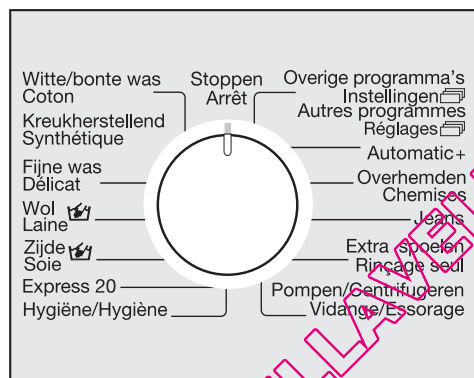 Witte/bonte was
Coton
Kreukherstellend
Synthétique
Fijne was
Délicat
Wol
Laine
Zijde
Soie
Express 20
Hygiëne/Hygiène
Stoppen
Arrêt
Overige programma's
Instellingen
Autres programmes
Réglages
Automatic+
Overhemden
Chemises
Jeans
Extra spoelen
Rinçage seul
Pompen/Centrifugeren
Vidange/Essorage